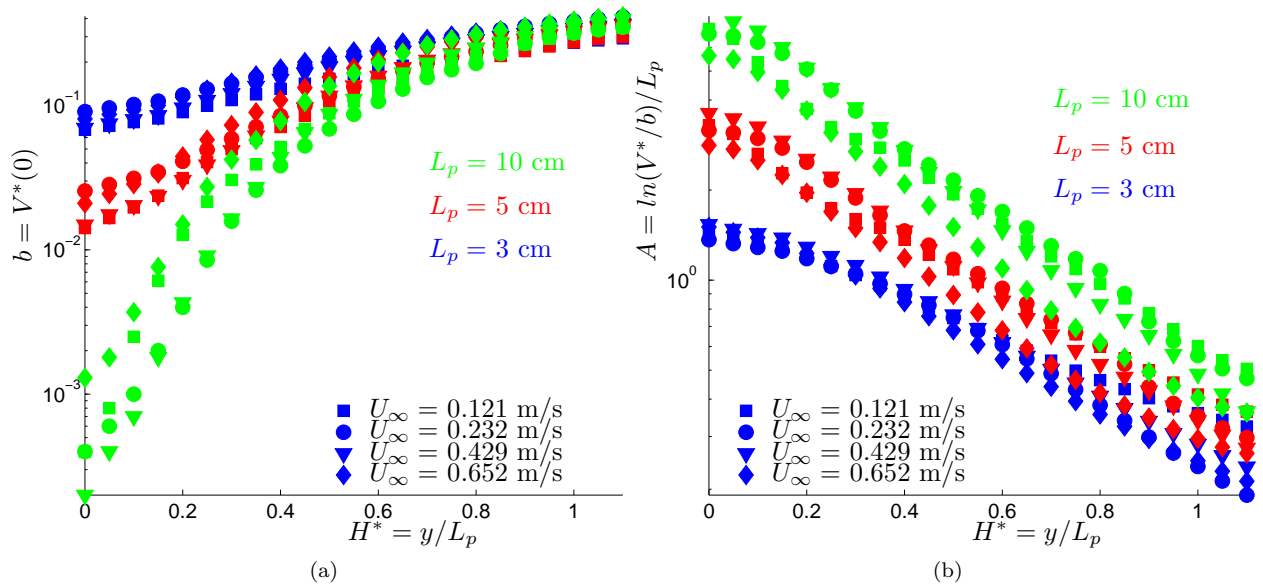 b = V*(0)
10⁻¹
10⁻²
10⁻³
L_p = 10 cm
L_p = 5 cm
L_p = 3 cm
U_∞ = 0.121 m/s
U_∞ = 0.232 m/s
U_∞ = 0.429 m/s
U_∞ = 0.652 m/s
0 0.2 0.4 0.6 0.8 1
H* = y/L_p
(a)
A = ln(V*/b)/L_p
10⁰
L_p = 10 cm
L_p = 5 cm
L_p = 3 cm
U_∞ = 0.121 m/s
U_∞ = 0.232 m/s
U_∞ = 0.429 m/s
U_∞ = 0.652 m/s
0 0.2 0.4 0.6 0.8 1
H* = y/L_p
(b)